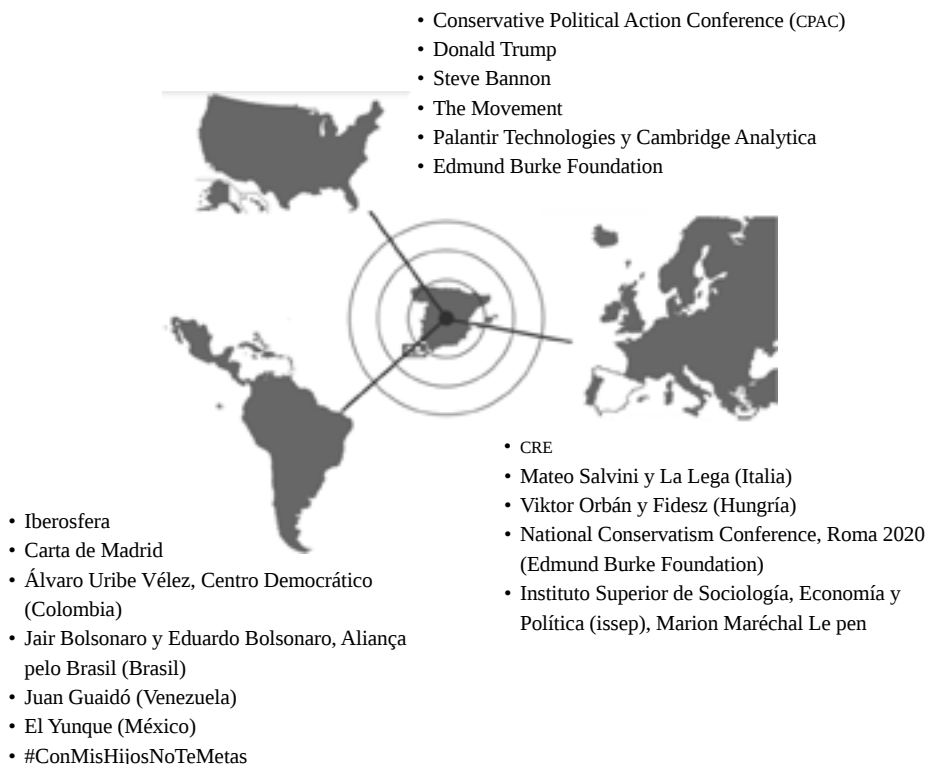 • Conservative Political Action Conference (CPAC)
• Donald Trump
• Steve Bannon
• The Movement
• Palantir Technologies y Cambridge Analytica
• Edmund Burke Foundation
• CRE
• Mateo Salvini y La Lega (Italia)
• Viktor Orbán y Fidesz (Hungría)
• National Conservatism Conference, Roma 2020
(Edmund Burke Foundation)
• Instituto Superior de Sociología, Economía y
Política (issep), Marion Maréchal Le pen
• Iberosfera
• Carta de Madrid
• Álvaro Uribe Vélez, Centro Democrático
(Colombia)
• Jair Bolsonaro y Eduardo Bolsonaro, Aliança
pelo Brasil (Brasil)
• Juan Guaidó (Venezuela)
• El Yunque (México)
• #ConMisHijosNoTeMetas